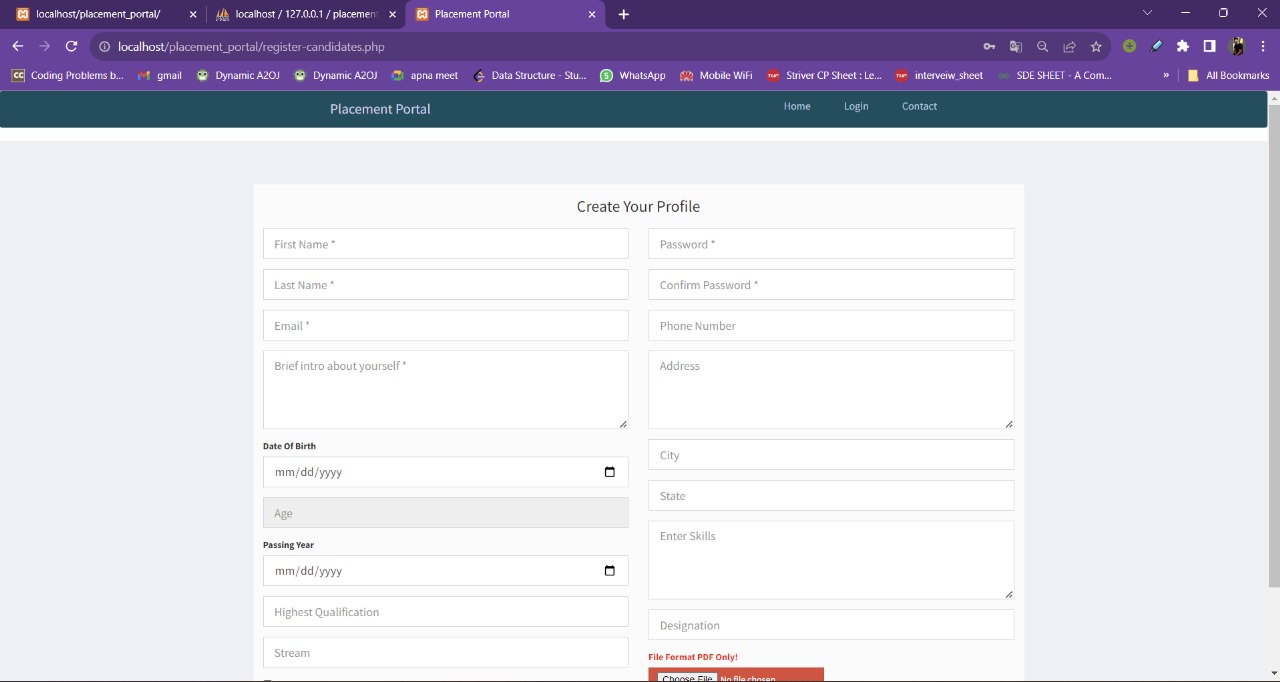 localhost/placement_portal/
localhost / 127.0.0.1 / placement
Placement Portal
localhost/placement_portal/register-candidates.php
CC Coding Problems b...
gmail
Dynamic A2OJ
Dynamic A2OJ
apna meet
Data Structure - Stu...
WhatsApp
Mobile WiFi
Striver CP Sheet : Le...
interveiw_sheet
SDE SHEET - A Com...
»
All Bookmarks
Placement Portal
Home
Login
Contact
Create Your Profile
First Name *
Password *
Last Name *
Confirm Password *
Email *
Phone Number
Brief intro about yourself *
Address
Date Of Birth
mm/dd/yyyy
City
Age
State
Passing Year
mm/dd/yyyy
Enter Skills
Highest Qualification
Designation
Stream
File Format PDF Only!
Choose File No file chosen